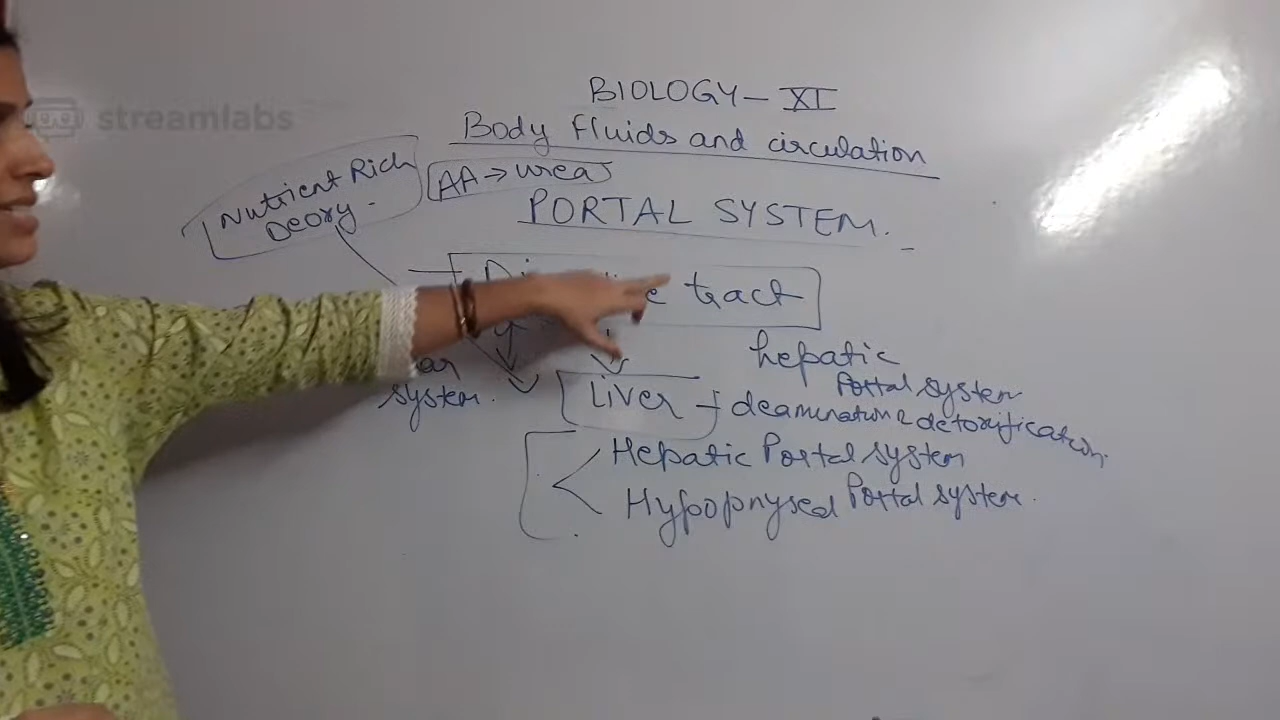 streamlabs
BIOLOGY - XI
Body fluids and circulation
Nutrient Rich
Deoxy.
AA → urea
PORTAL SYSTEM.
tract
hepatic
Portal system
system.
Liver
deamination & detoxification.
Hepatic Portal system
Hypophysed Portal system.